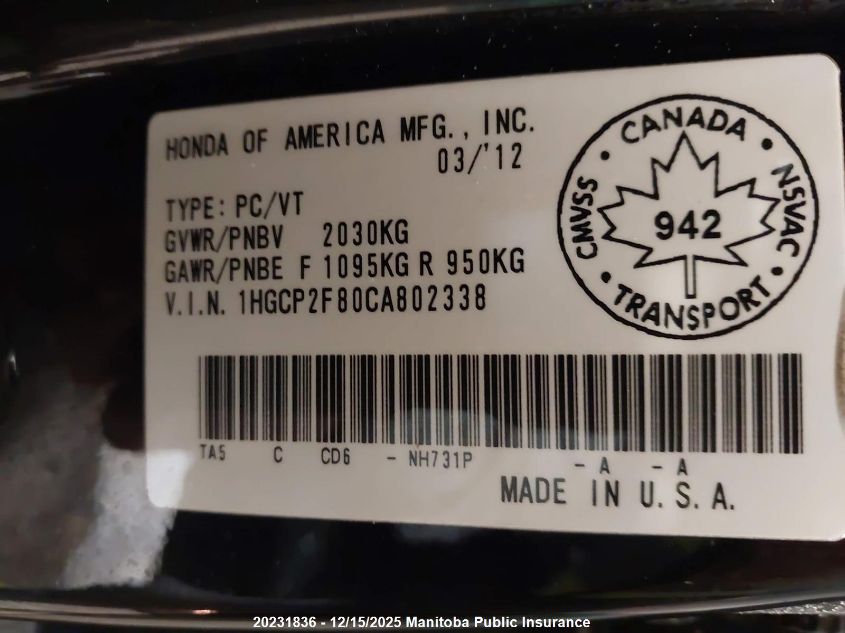 HONDA OF AMERICA MFG., INC.
03/'12
TYPE: PC/VT
GVWR/PNBV 2030KG
GAWR/PNBE F 1095KG R 950KG
V.I.N. 1HGCP2F80CA802338
CANADA
CMVSS
942
NSVAC
TRANSPORT
TA5 C CD6 - NH731P - A - A
MADE IN U.S.A.
20231836 - 12/15/2025 Manitoba Public Insurance